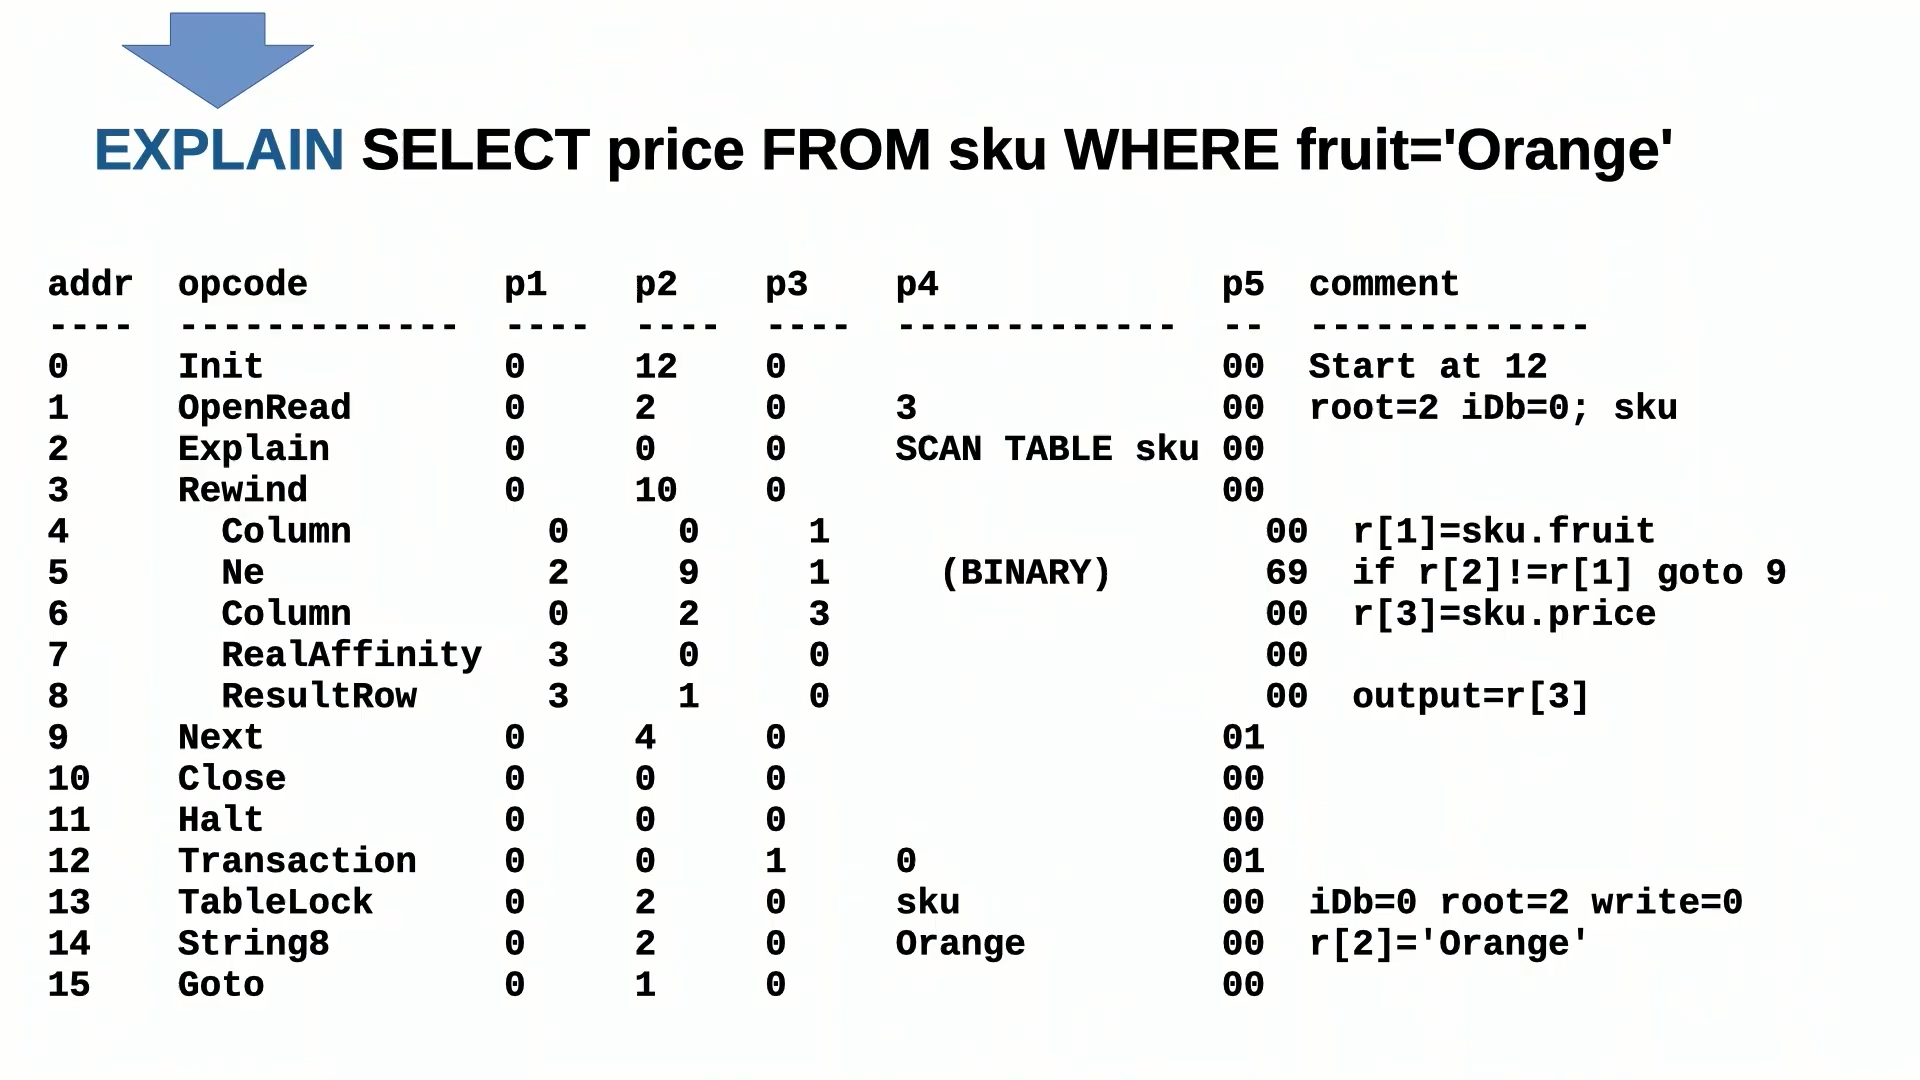 EXPLAIN SELECT price FROM sku WHERE fruit='Orange'
addr  opcode         p1    p2    p3    p4             p5  comment
----  -------------  ----  ----  ----  -------------  --  -------------
0     Init           0     12    0                    00  Start at 12
1     OpenRead       0     2     0     3              00  root=2 iDb=0; sku
2     Explain        0     0     0     SCAN TABLE sku 00
3     Rewind         0     10    0                    00
4       Column         0     0     1                    00  r[1]=sku.fruit
5       Ne             2     9     1     (BINARY)       69  if r[2]!=r[1] goto 9
6       Column         0     2     3                    00  r[3]=sku.price
7       RealAffinity   3     0     0                    00
8       ResultRow      3     1     0                    00  output=r[3]
9     Next           0     4     0                    01
10    Close          0     0     0                    00
11    Halt           0     0     0                    00
12    Transaction    0     0     1     0              01
13    TableLock      0     2     0     sku            00  iDb=0 root=2 write=0
14    String8        0     2     0     Orange         00  r[2]='Orange'
15    Goto           0     1     0                    00